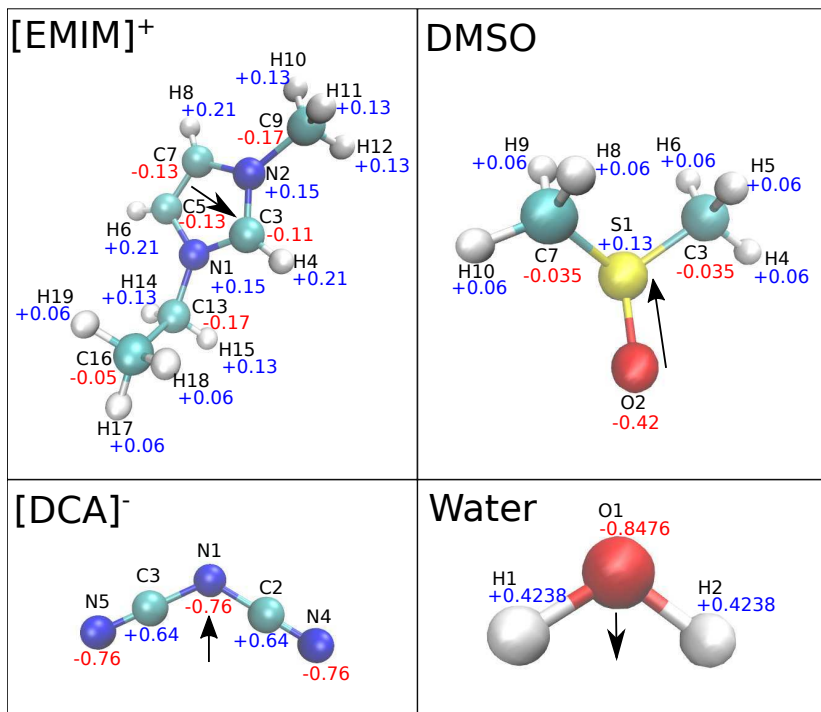 [EMIM]+
H10
+0.13
H11
+0.13
H8
+0.21
C9
-0.17
H12
+0.13
C7
-0.13
N2
+0.15
C5
-0.13
C3
-0.11
H6
+0.21
N1
+0.15
H4
+0.21
H14
+0.13
H19
+0.06
C13
-0.17
C16
-0.05
H15
+0.13
H18
+0.06
H17
+0.06
DMSO
H9
+0.06
H8
+0.06
H6
+0.06
H5
+0.06
S1
+0.13
H10
+0.06
C7
-0.035
C3
-0.035
H4
+0.06
O2
-0.42
[DCA]-
N1
-0.76
C3
+0.64
C2
+0.64
N5
-0.76
N4
-0.76
Water
O1
-0.8476
H1
+0.4238
H2
+0.4238